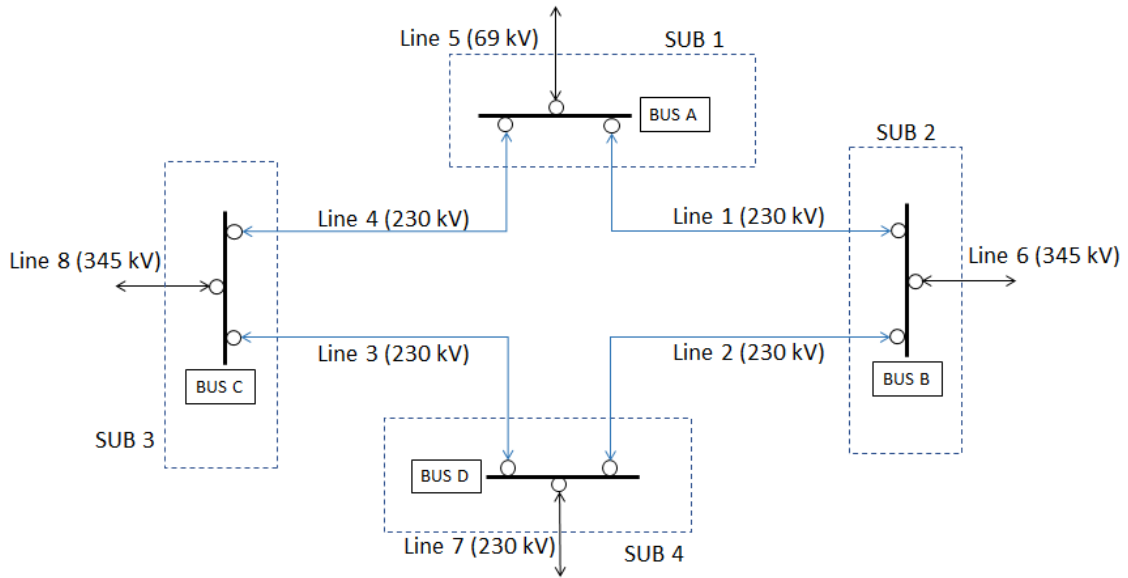 Line 5 (69 kV)
SUB 1
BUS A
SUB 2
Line 4 (230 kV)
Line 1 (230 kV)
Line 8 (345 kV)
Line 6 (345 kV)
Line 3 (230 kV)
Line 2 (230 kV)
BUS C
BUS B
SUB 3
BUS D
Line 7 (230 kV)
SUB 4